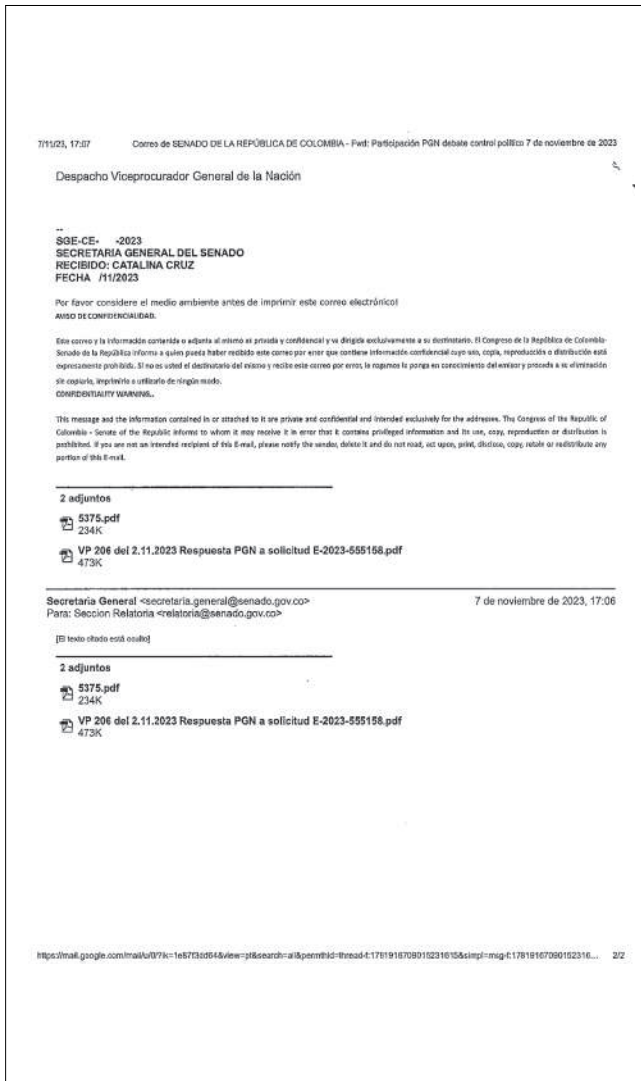 7/11/23, 17:07 Correo de SENADO DE LA REPÚBLICA DE COLOMBIA - Fwd: Participación PGN debate control político 7 de noviembre de 2023
Despacho Viceprocurador General de la Nación
--
SGE-CE- -2023
SECRETARIA GENERAL DEL SENADO
RECIBIDO: CATALINA CRUZ
FECHA /11/2023
Por favor considere el medio ambiente antes de imprimir este correo electrónico!
AVISO DE CONFIDENCIALIDAD.
Este correo y la información contenida o adjunta al mismo es privada y confidencial y va dirigida exclusivamente a su destinatario. El Congreso de la República de Colombia-
Senado de la República informa a quien pueda haber recibido este correo por error que contiene información confidencial cuyo uso, copia, reproducción o distribución está
expresamente prohibida. Si no es usted el destinatario del mismo y recibe este correo por error, le rogamos lo ponga en conocimiento del emisor y proceda a su eliminación
sin copiarlo, imprimirlo o utilizarlo de ningún modo.
CONFIDENTIALITY WARNING..
This message and the information contained in or attached to it are private and confidential and intended exclusively for the addressee. The Congress of the Republic of
Colombia - Senate of the Republic informs to whom it may receive it in error that it contains privileged information and its use, copy, reproduction or distribution is
prohibited. If you are not an intended recipient of this E-mail, please notify the sender, delete it and do not read, act upon, print, disclose, copy, retain or redistribute any
portion of this E-mail.
2 adjuntos
5375.pdf
234K
VP 206 del 2.11.2023 Respuesta PGN a solicitud E-2023-555158.pdf
473K
Secretaria General <secretaria.general@senado.gov.co> 7 de noviembre de 2023, 17:06
Para: Seccion Relatoria <relatoria@senado.gov.co>
[El texto citado está oculto]
2 adjuntos
5375.pdf
234K
VP 206 del 2.11.2023 Respuesta PGN a solicitud E-2023-555158.pdf
473K
2/2